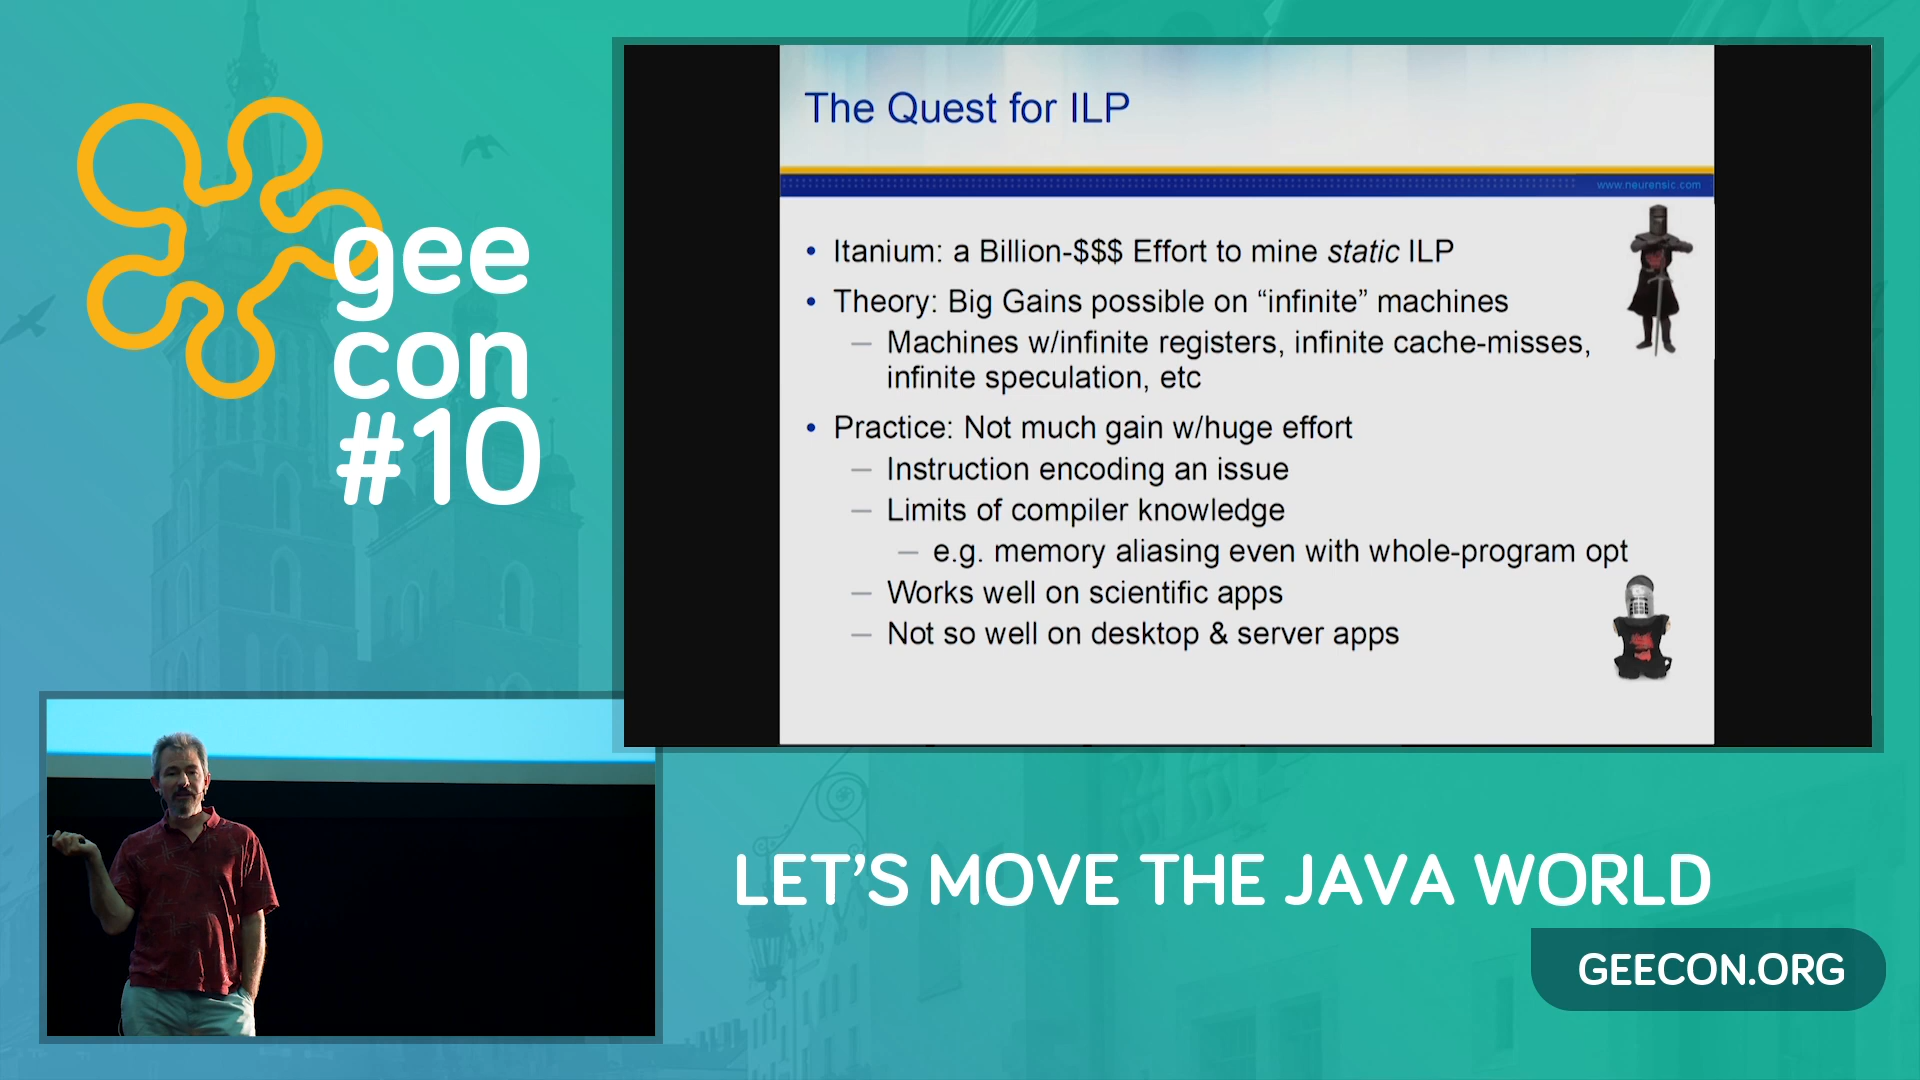 gee
con
#10
The Quest for ILP
www.neurensic.com
• Itanium: a Billion-$$$ Effort to mine static ILP
• Theory: Big Gains possible on “infinite” machines
— Machines w/infinite registers, infinite cache-misses,
infinite speculation, etc
• Practice: Not much gain w/huge effort
— Instruction encoding an issue
— Limits of compiler knowledge
— e.g. memory aliasing even with whole-program opt
— Works well on scientific apps
— Not so well on desktop & server apps
LET’S MOVE THE JAVA WORLD
GEECON.ORG